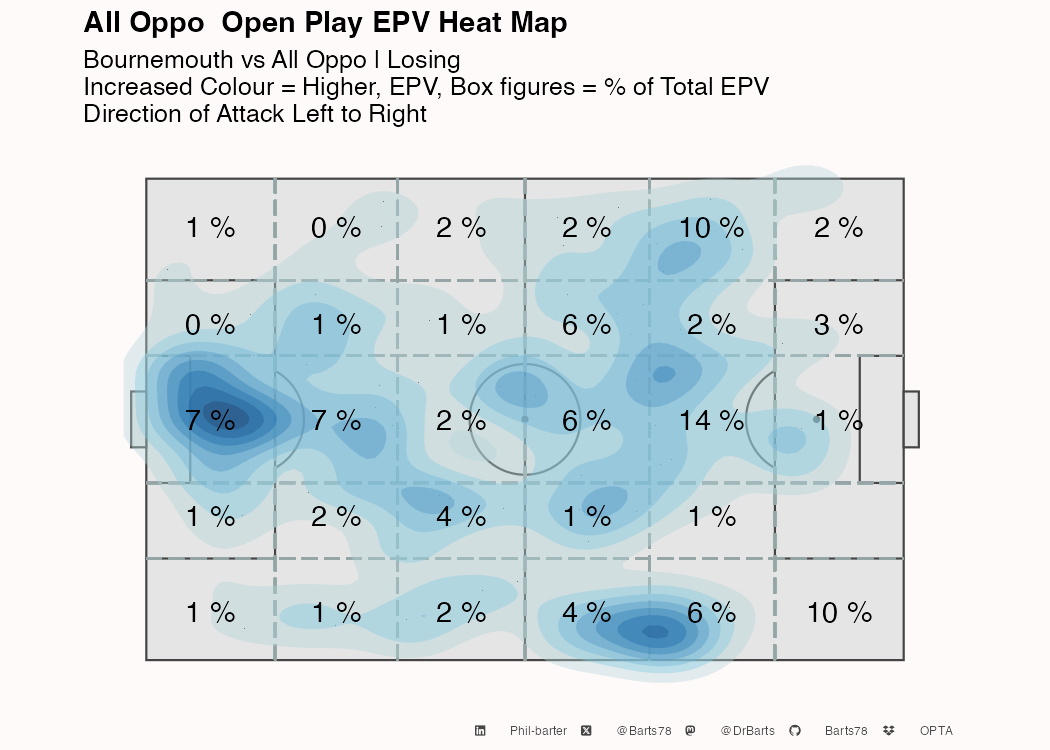 All Oppo  Open Play EPV Heat Map
Bournemouth vs All Oppo | Losing
Increased Colour = Higher, EPV, Box figures = % of Total EPV
Direction of Attack Left to Right
1 % 0 % 2 % 2 % 10 % 2 %
0 % 1 % 1 % 6 % 2 % 3 %
7 % 7 % 2 % 6 % 14 % 1 %
1 % 2 % 4 % 1 % 1 %
1 % 1 % 2 % 4 % 6 % 10 %
Phil-barter @Barts78 @DrBarts Barts78 OPTA